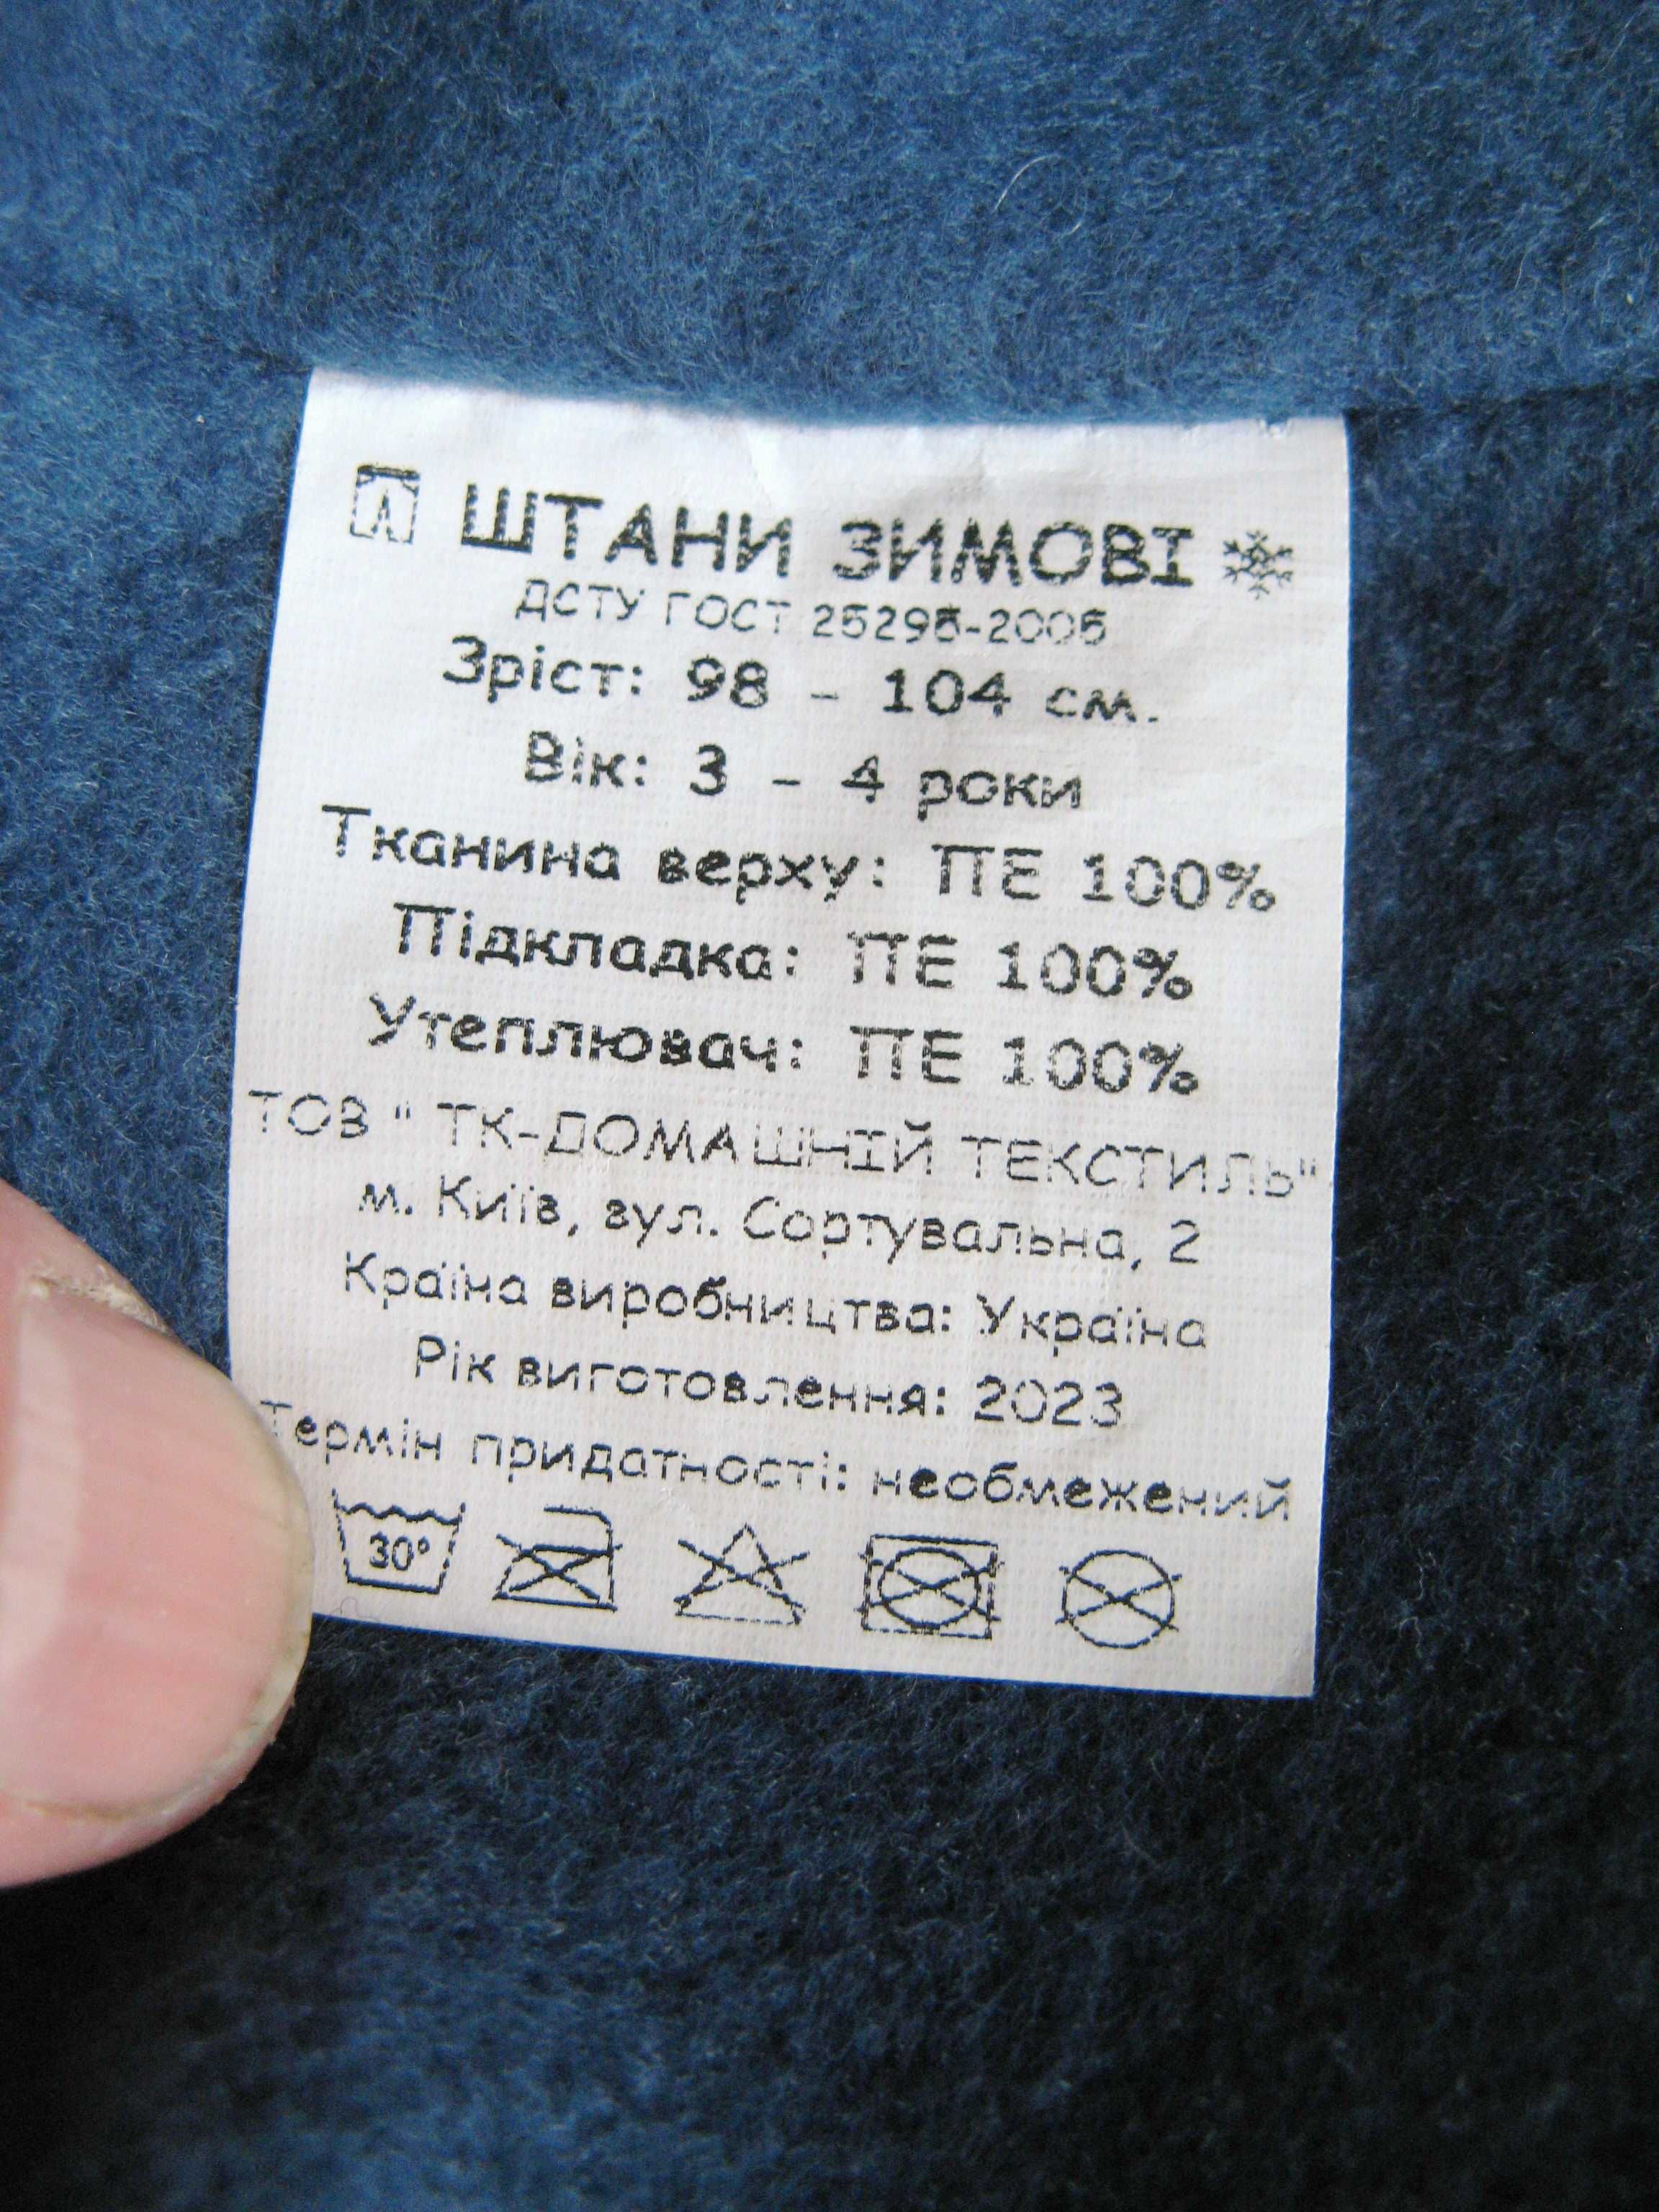 ШТАНИ ЗИМОВІ
ДСТУ ГОСТ 25295-2005
Зріст: 98 - 104 см.
Вік: 3 - 4 роки
Тканина верху: ПЕ 100%
Підкладка: ПЕ 100%
Утеплювач: ПЕ 100%
ТОВ " ТК-ДОМАШНІЙ ТЕКСТИЛЬ"
м. Київ, вул. Сортувальна, 2
Країна виробництва: Україна
Рік виготовлення: 2023
Термін придатності: необмежений
30°